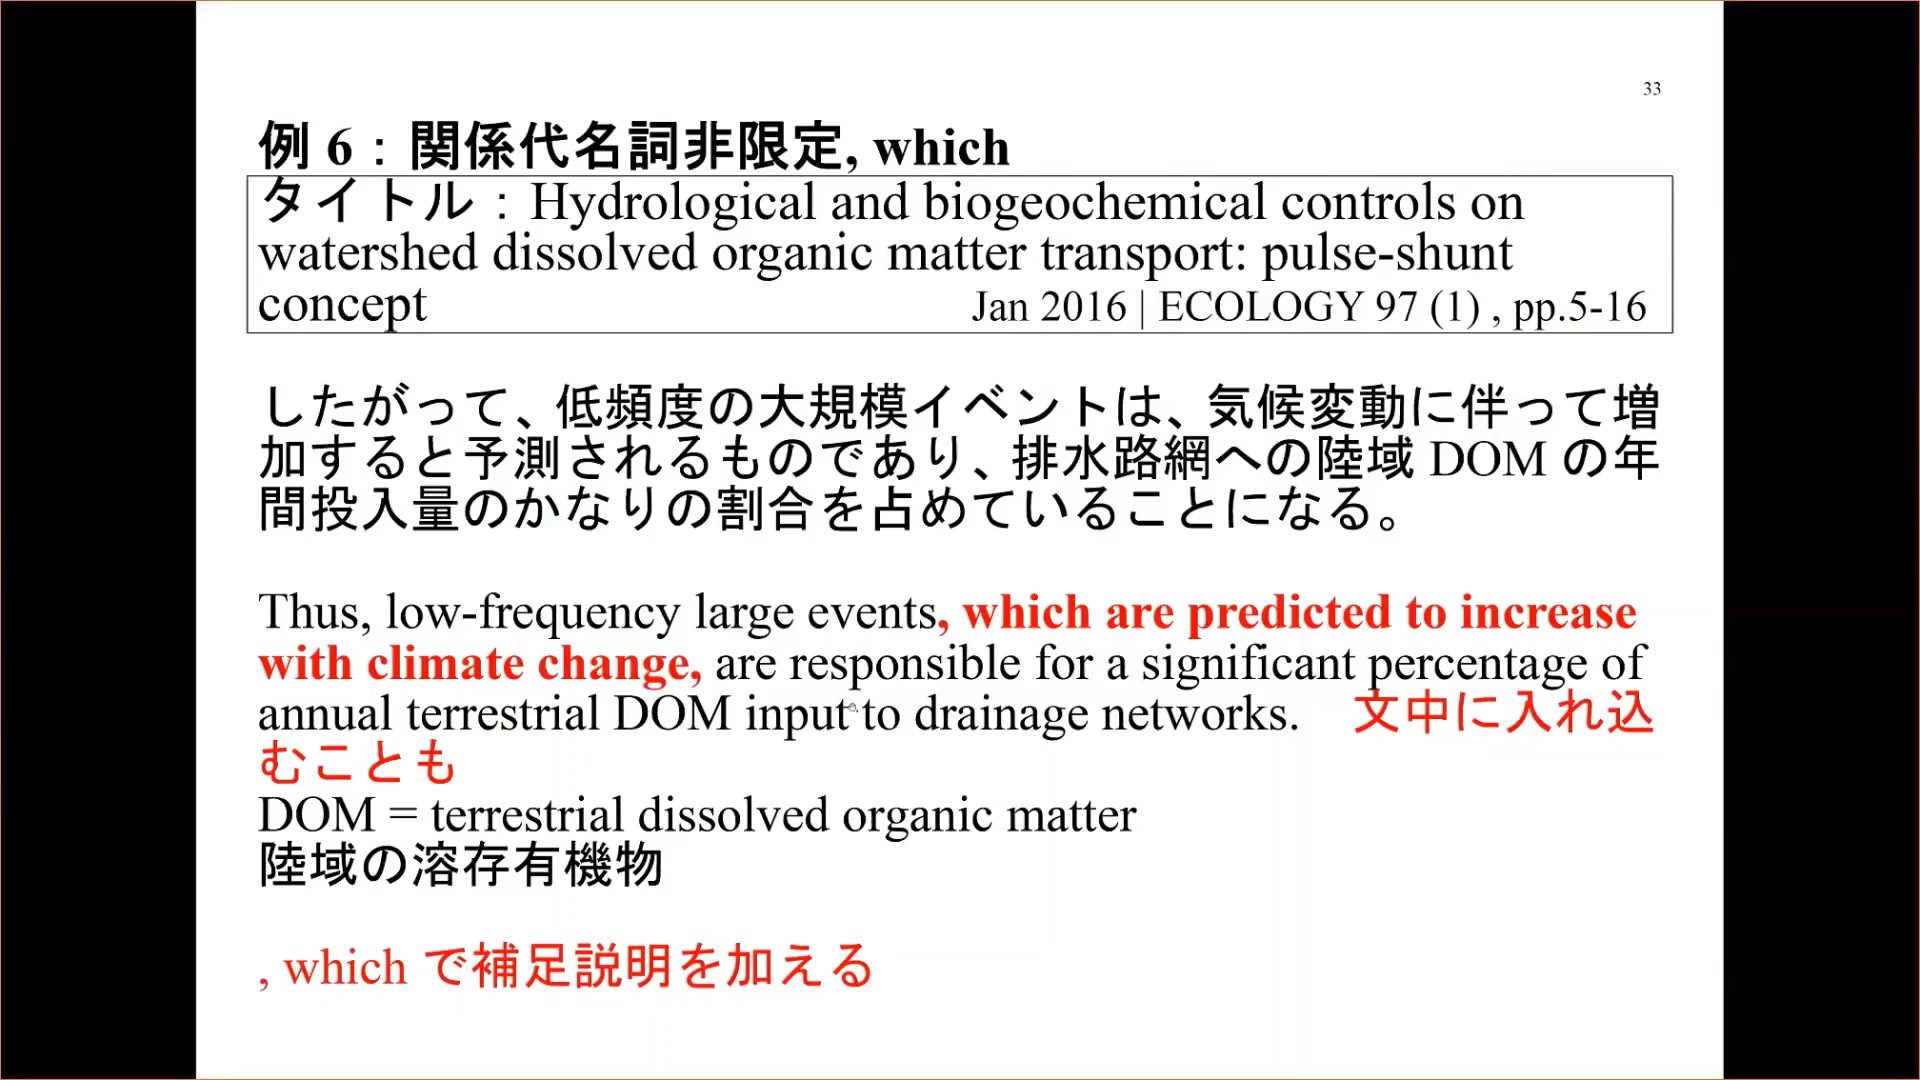 33
例 6：関係代名詞非限定, which
タイトル：Hydrological and biogeochemical controls on
watershed dissolved organic matter transport: pulse-shunt
concept Jan 2016 | ECOLOGY 97 (1) , pp.5-16
したがって、低頻度の大規模イベントは、気候変動に伴って増
加すると予測されるものであり、排水路網への陸域 DOM の年
間投入量のかなりの割合を占めていることになる。
Thus, low-frequency large events, which are predicted to increase
with climate change, are responsible for a significant percentage of
annual terrestrial DOM input to drainage networks. 文中に入れ込
むことも
DOM = terrestrial dissolved organic matter
陸域の溶存有機物
, which で補足説明を加える